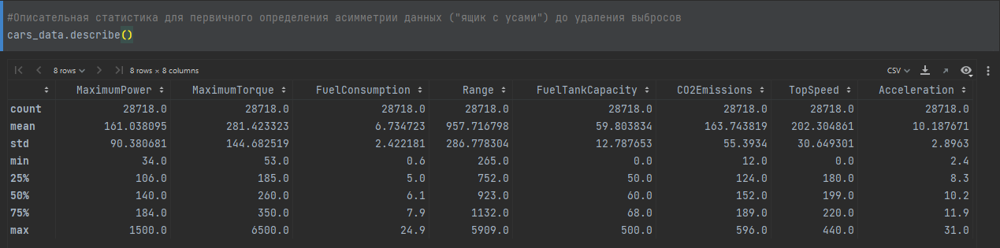 #Описательная статистика для первичного определения асимметрии данных ("ящик с усами") до удаления выбросов
cars_data.describe()
8 rows 8 rows × 8 columns CSV
MaximumPower MaximumTorque FuelConsumption Range FuelTankCapacity CO2Emissions TopSpeed Acceleration
count 28718.0 28718.0 28718.0 28718.0 28718.0 28718.0 28718.0 28718.0
mean 161.038095 281.423323 6.734723 957.716798 59.803834 163.743819 202.304861 10.187671
std 90.380681 144.682519 2.422181 286.778304 12.787653 55.3934 30.649301 2.8963
min 34.0 53.0 0.6 265.0 0.0 12.0 0.0 2.4
25% 106.0 185.0 5.0 752.0 50.0 124.0 180.0 8.3
50% 140.0 260.0 6.1 923.0 60.0 152.0 199.0 10.2
75% 184.0 350.0 7.9 1132.0 68.0 189.0 220.0 11.9
max 1500.0 6500.0 24.9 5909.0 500.0 596.0 440.0 31.0